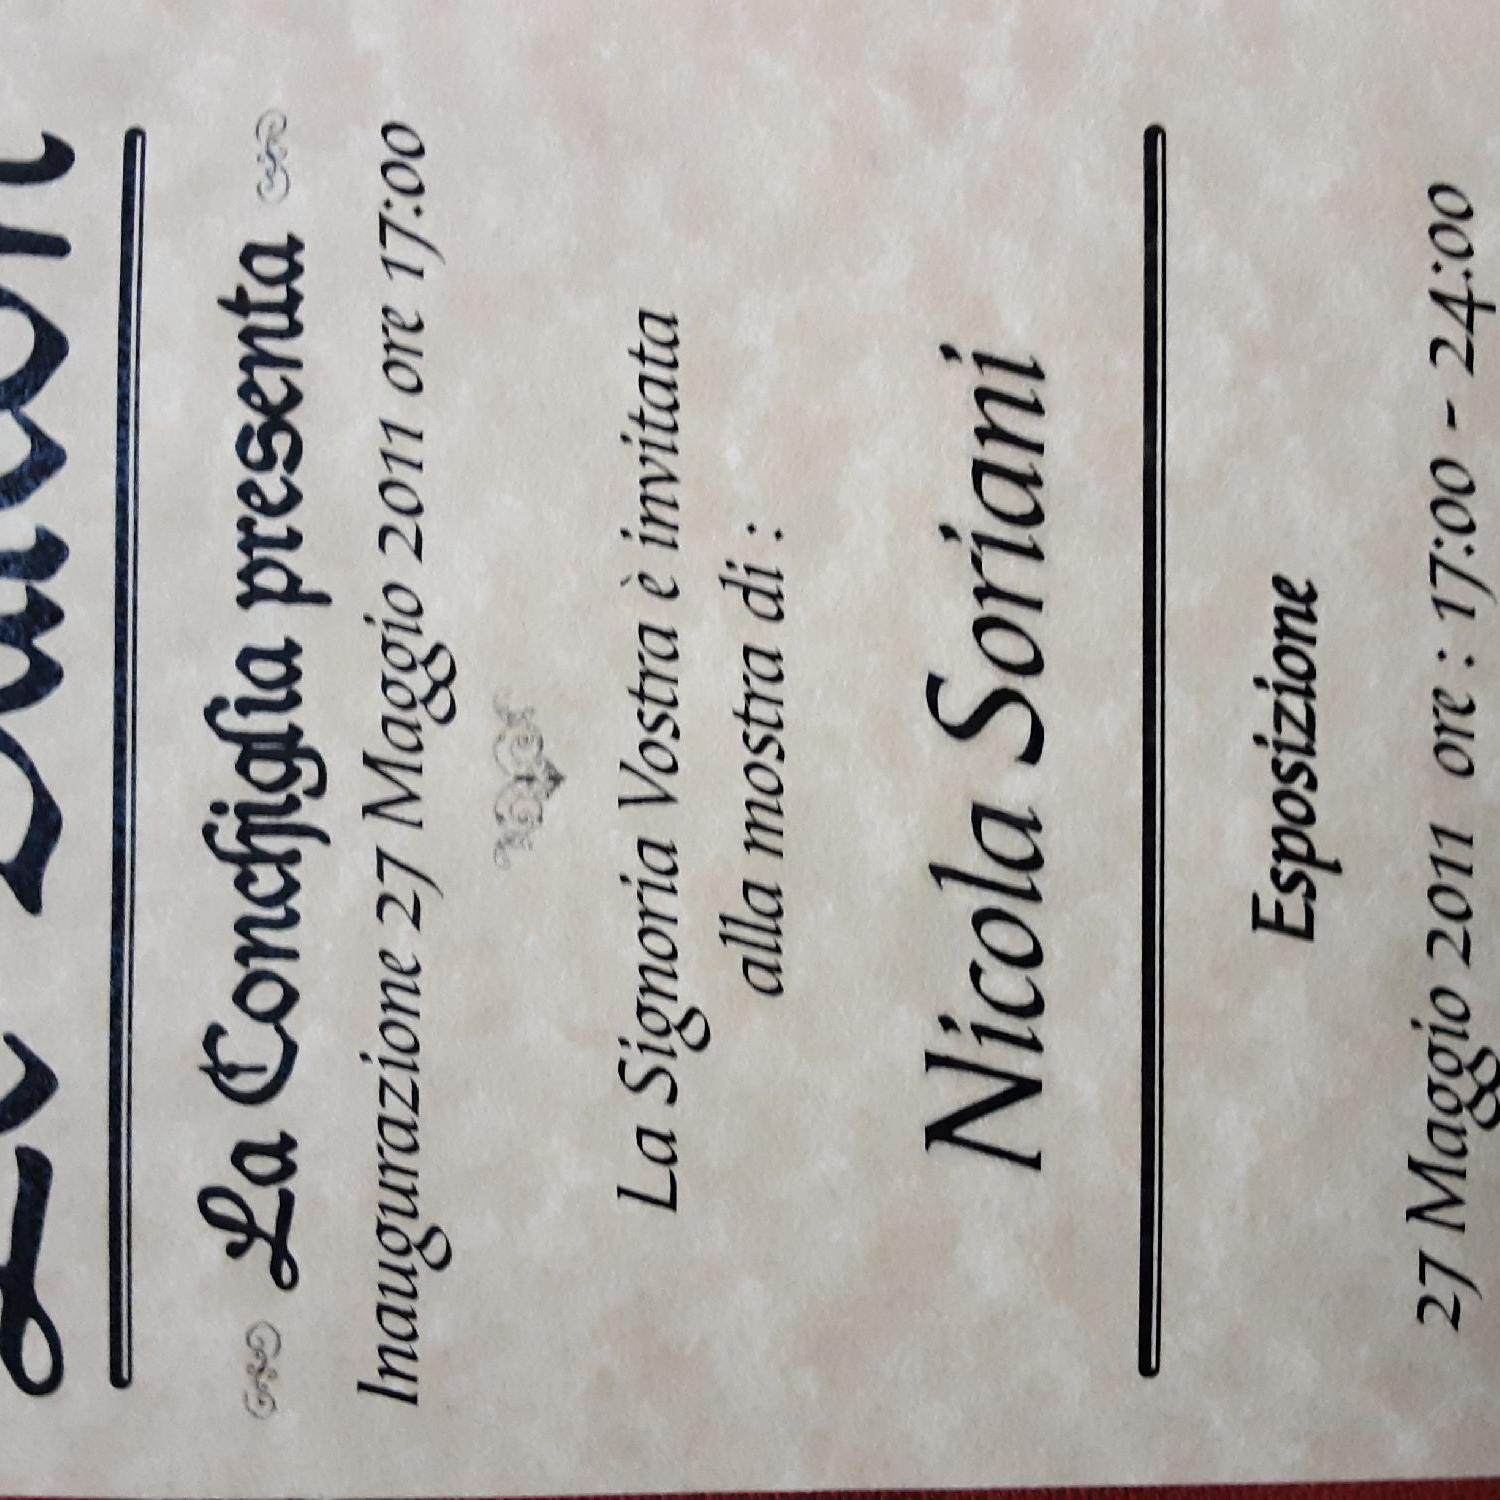 La Conchiglia presenta
Inaugurazione 27 Maggio 2011 ore 17:00
La Signoria Vostra è invitata
alla mostra di :
Nicola Soriani
Esposizione
27 Maggio 2011 ore : 17:00 - 24:00